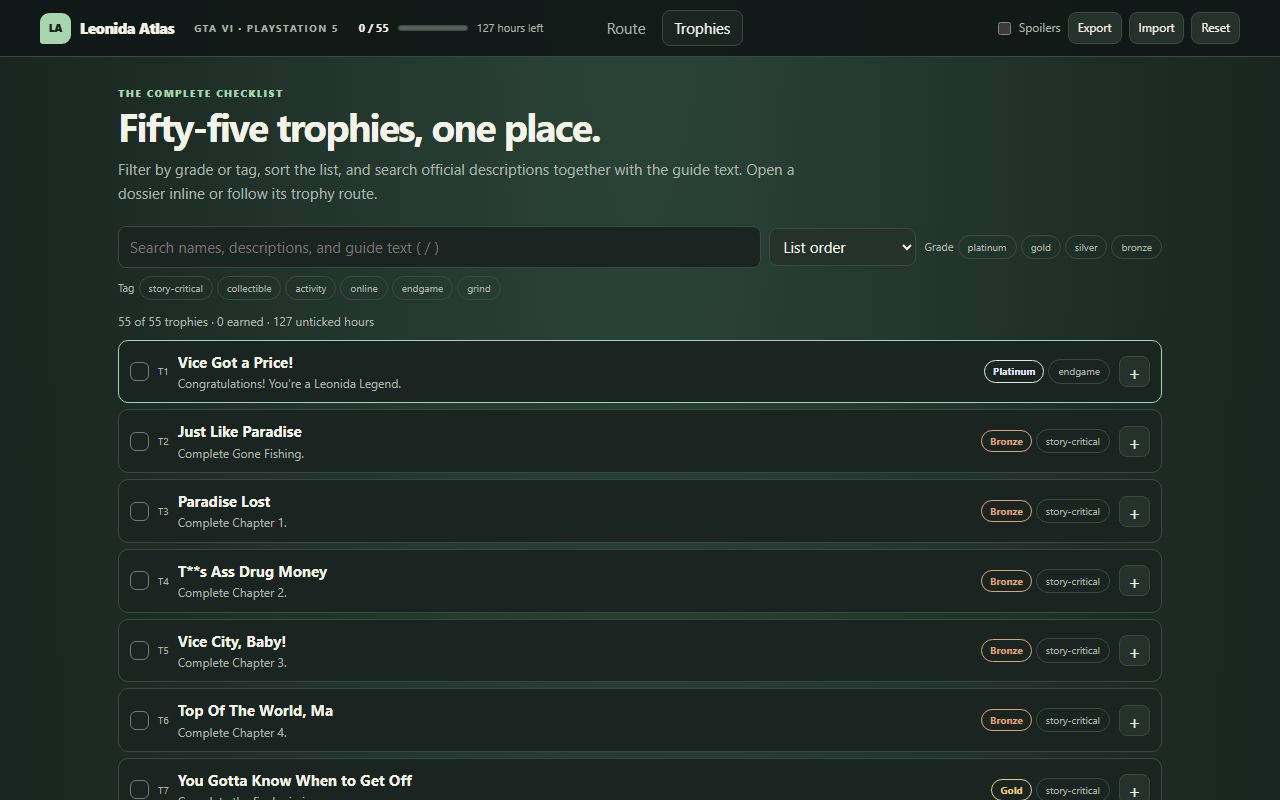 LA Leonida Atlas GTA VI • PLAYSTATION 5 0 / 55 127 hours left Route Trophies Spoilers Export Import Reset
THE COMPLETE CHECKLIST
Fifty-five trophies, one place.
Filter by grade or tag, sort the list, and search official descriptions together with the guide text. Open a
dossier inline or follow its trophy route.
Search names, descriptions, and guide text ( / ) List order Grade platinum gold silver bronze
Tag story-critical collectible activity online endgame grind
55 of 55 trophies · 0 earned · 127 unticked hours
T1 Vice Got a Price! Platinum endgame +
Congratulations! You're a Leonida Legend.
T2 Just Like Paradise Bronze story-critical +
Complete Gone Fishing.
T3 Paradise Lost Bronze story-critical +
Complete Chapter 1.
T4 T**s Ass Drug Money Bronze story-critical +
Complete Chapter 2.
T5 Vice City, Baby! Bronze story-critical +
Complete Chapter 3.
T6 Top Of The World, Ma Bronze story-critical +
Complete Chapter 4.
T7 You Gotta Know When to Get Off Gold story-critical +